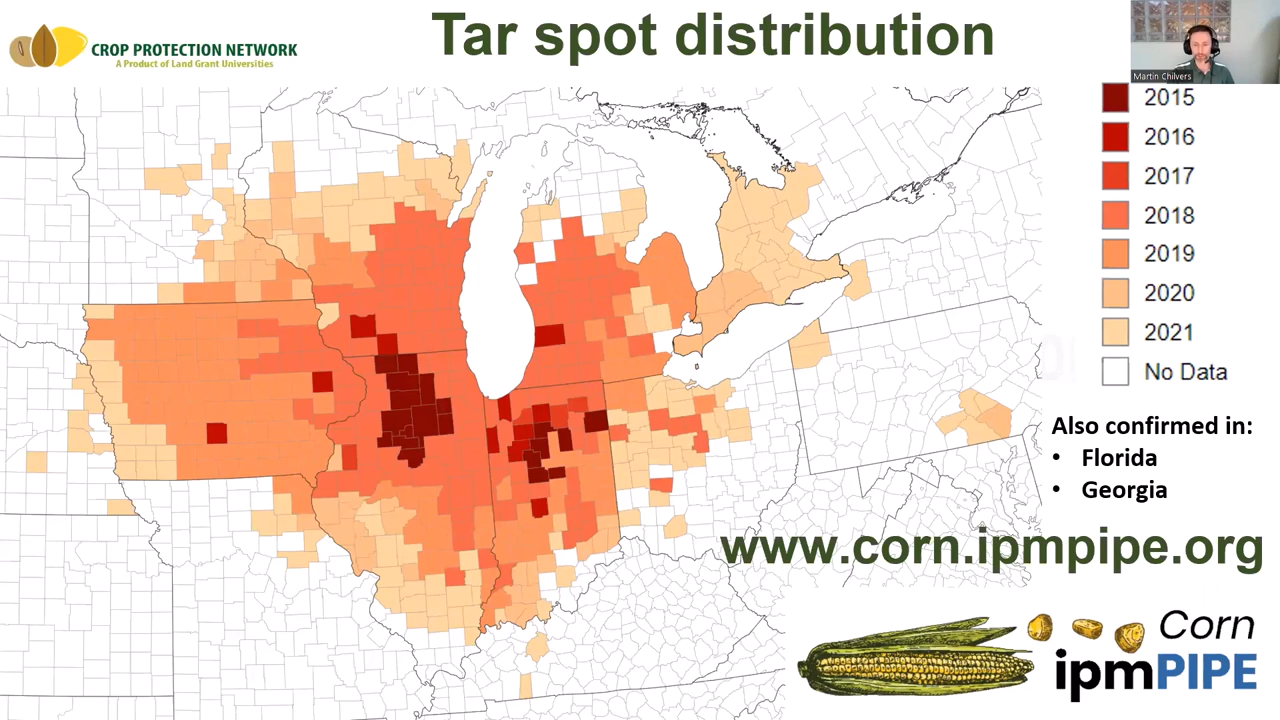 CROP PROTECTION NETWORK
A Product of Land Grant Universities
Tar spot distribution
Martin Chilvers
2015
2016
2017
2018
2019
2020
2021
No Data
Also confirmed in:
• Florida
• Georgia
www.corn.ipmpipe.org
Corn
ipmPIPE